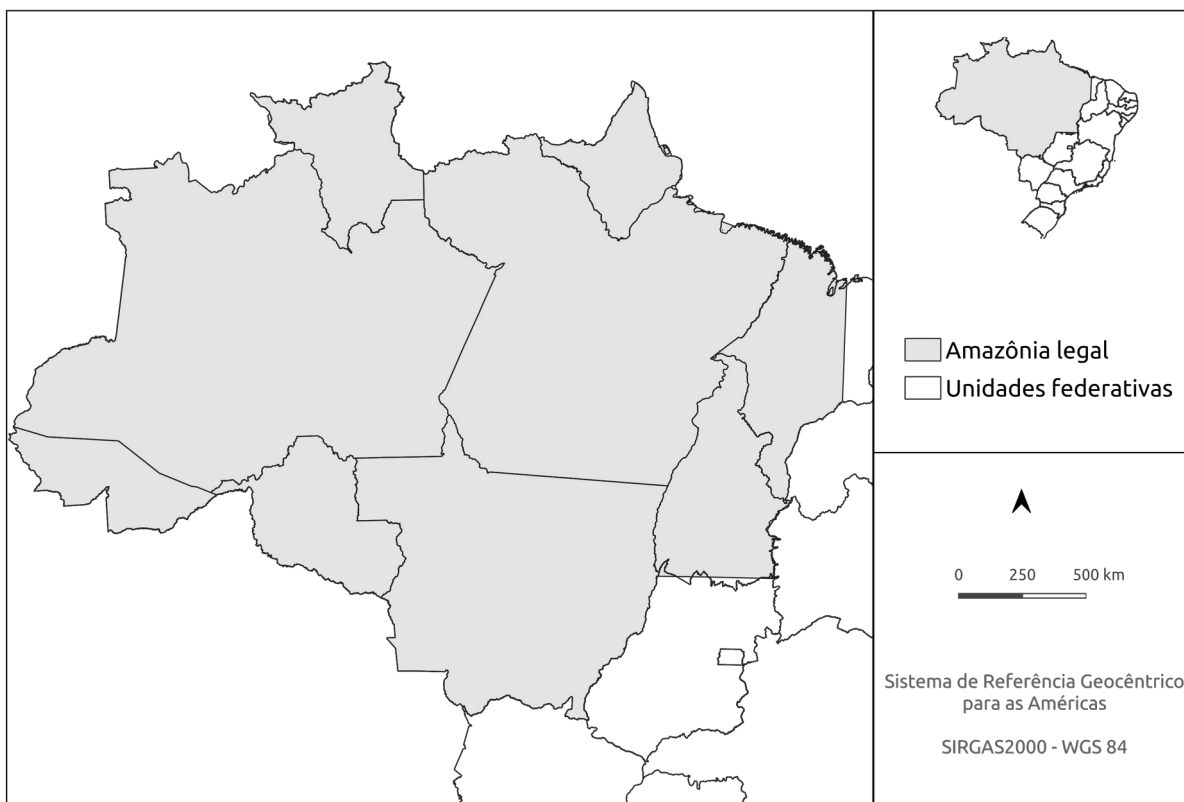 Amazônia legal
Unidades federativas
0 250 500 km
Sistema de Referência Geocêntrico
para as Américas
SIRGAS2000 - WGS 84